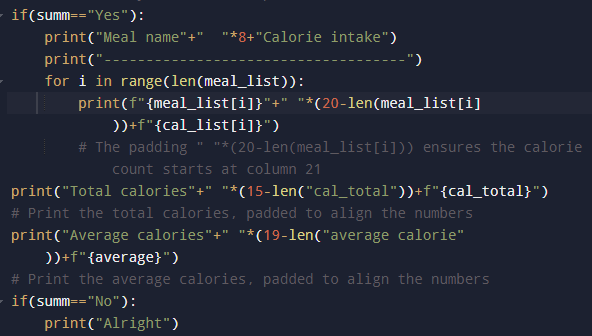 if(summ=="Yes"):
    print("Meal name"+"  "*8+"Calorie intake")
    print("-------------------------------------")
    for i in range(len(meal_list)):
        print(f"{meal_list[i]}"+" "*(20-len(meal_list[i]
            ))+f"{cal_list[i]}")
        # The padding " "*(20-len(meal_list[i])) ensures the calorie
            count starts at column 21
print("Total calories"+" "*(15-len("cal_total"))+f"{cal_total}")
# Print the total calories, padded to align the numbers
print("Average calories"+" "*(19-len("average calorie"
    ))+f"{average}")
# Print the average calories, padded to align the numbers
if(summ=="No"):
    print("Alright")